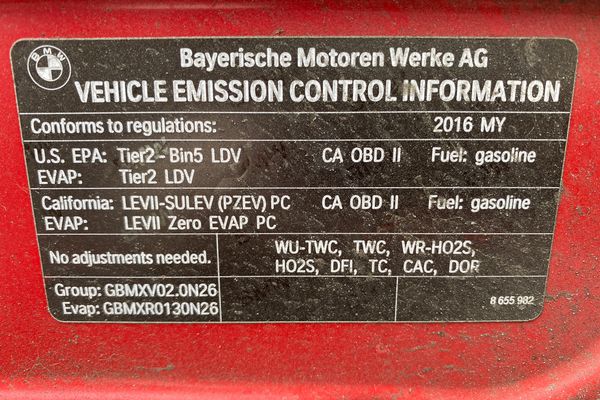 BMW
Bayerische Motoren Werke AG
VEHICLE EMISSION CONTROL INFORMATION
Conforms to regulations: 2016 MY
U.S. EPA: Tier2 - Bin5 LDV CA OBD II Fuel: gasoline
EVAP: Tier2 LDV
California: LEVII-SULEV (PZEV) PC CA OBD II Fuel: gasoline
EVAP: LEVII Zero EVAP PC
No adjustments needed.
WU-TWC, TWC, WR-HO2S,
HO2S, DFI, TC, CAC, DOR
Group: GBMXV02.0N26
Evap: GBMXR0130N26
8 655 982